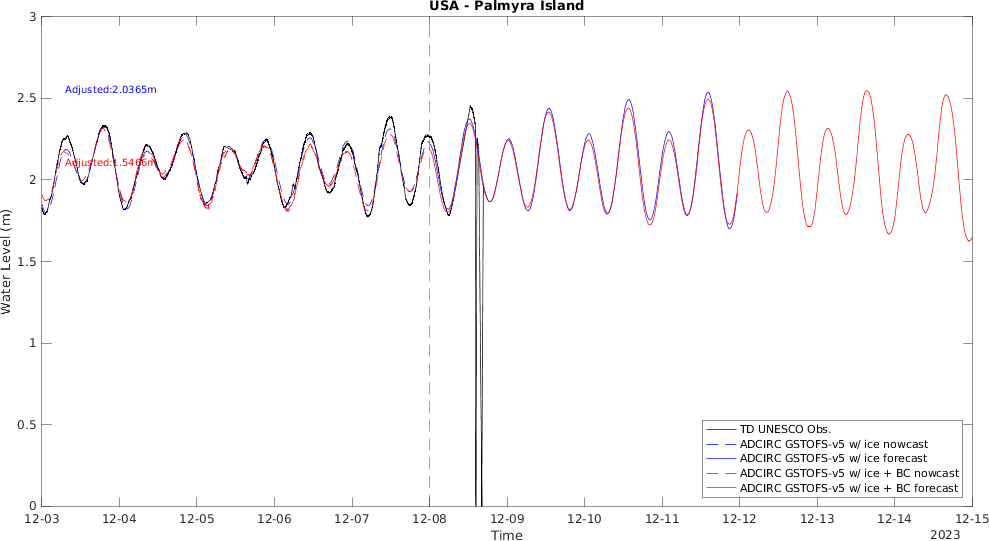 USA - Palmyra Island
3
2.5
2
1.5
1
0.5
0
Water Level (m)
Adjusted:2.0365m
Adjusted:1.5466m
TD UNESCO Obs.
ADCIRC GSTOFS-v5 w/ ice nowcast
ADCIRC GSTOFS-v5 w/ ice forecast
ADCIRC GSTOFS-v5 w/ ice + BC nowcast
ADCIRC GSTOFS-v5 w/ ice + BC forecast
12-03 12-04 12-05 12-06 12-07 12-08 12-09 12-10 12-11 12-12 12-13 12-14 12-15
Time
2023